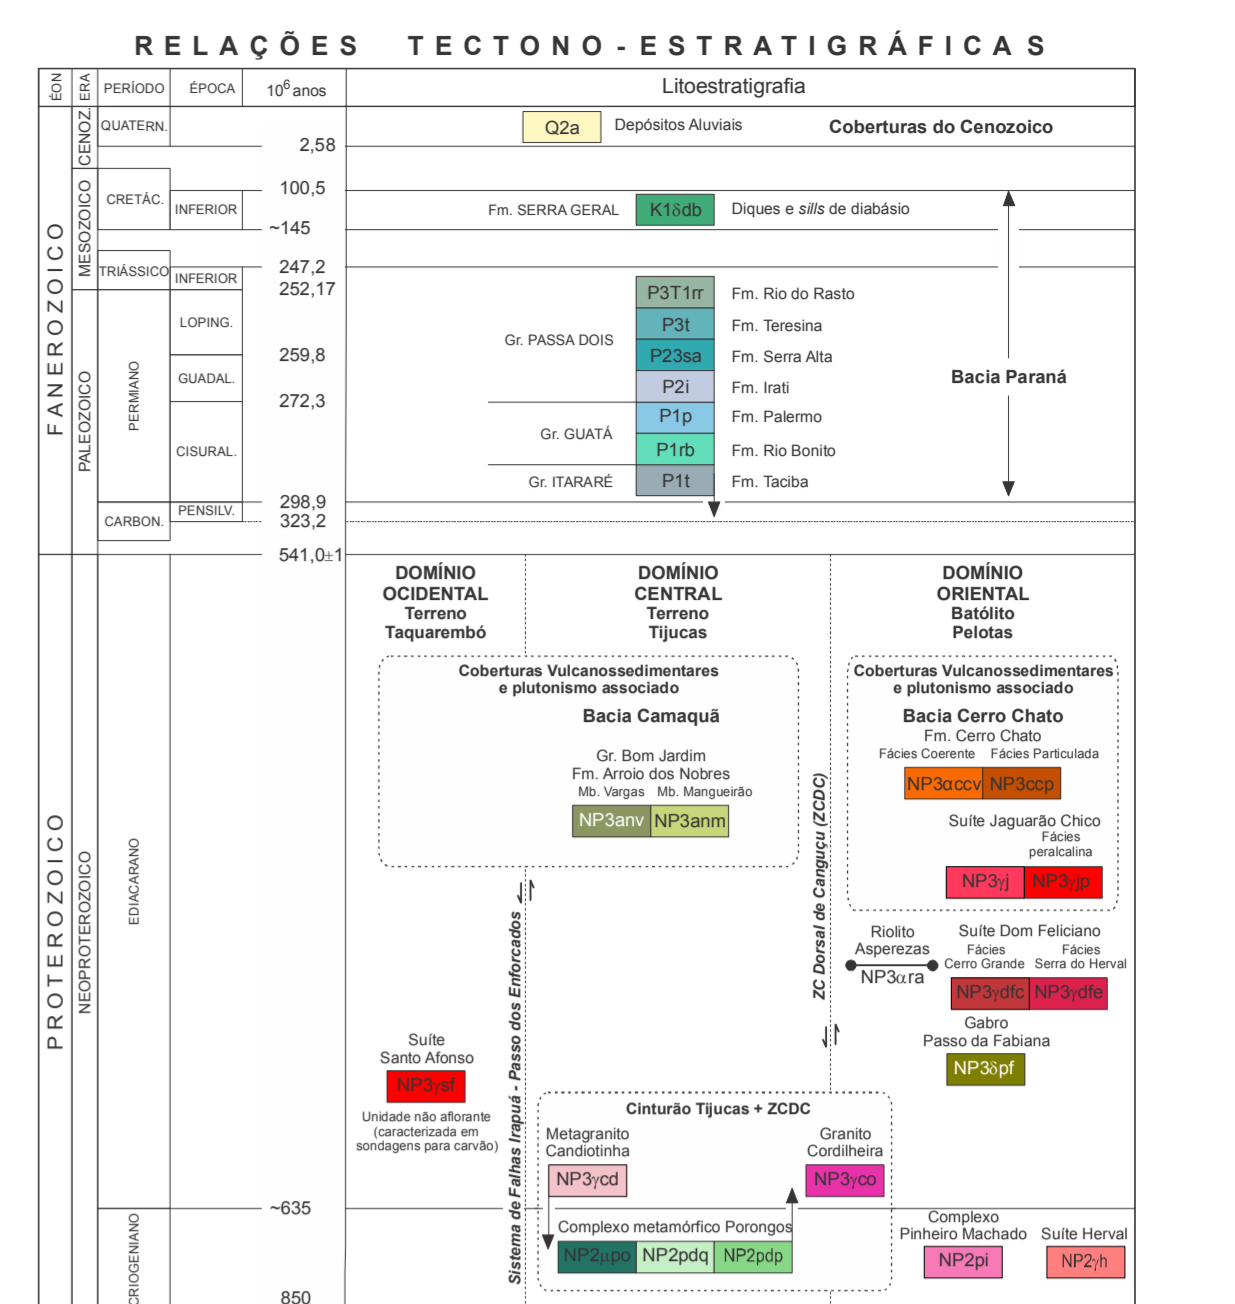 RELAÇÕES TECTONO-ESTRATIGRÁFICAS
ÉON ERA PERÍODO ÉPOCA 10⁶ anos Litoestratigrafia
FANEROZOICO
CENOZ.
QUATERN.
Q2a Depósitos Aluviais Coberturas do Cenozoico
2,58
MESOZOICO
100,5
CRETÁC.
INFERIOR
Fm. SERRA GERAL K1δdb Diques e sills de diabásio
~145
247,2
TRIÁSSICO
INFERIOR
252,17
PALEOZOICO
PERMIANO
P3T1rr Fm. Rio do Rasto
LOPING.
P3t Fm. Teresina
Gr. PASSA DOIS
259,8
P23sa Fm. Serra Alta
GUADAL.
P2i Fm. Irati
Bacia Paraná
272,3
P1p Fm. Palermo
Gr. GUATÁ
CISURAL.
P1rb Fm. Rio Bonito
Gr. ITARARÉ P1t Fm. Taciba
298,9
PENSILV.
CARBON.
323,2
541,0±1
PROTEROZOICO
NEOPROTEROZOICO
EDIACARANO
DOMÍNIO
OCIDENTAL
Terreno
Taquarembó
DOMÍNIO
CENTRAL
Terreno
Tijucas
DOMÍNIO
ORIENTAL
Batólito
Pelotas
Coberturas Vulcanossedimentares
e plutonismo associado
Bacia Camaquã
Gr. Bom Jardim
Fm. Arroio dos Nobres
Mb. Vargas Mb. Mangueirão
NP3anv NP3anm
Coberturas Vulcanossedimentares
e plutonismo associado
Bacia Cerro Chato
Fm. Cerro Chato
Fácies Coerente Fácies Particulada
NP3αccv NP3ccp
Suíte Jaguarão Chico
Fácies
peralcalina
NP3γj NP3γjp
ZC Dorsal de Canguçu (ZCDC)
Sistema de Falhas Irapuá - Passo dos Enforcados
Riolito
Asperezas
NP3αra
Suíte Dom Feliciano
Fácies
Cerro Grande
Fácies
Serra do Herval
NP3γdfc NP3γdfe
Gabro
Passo da Fabiana
NP3δpf
Suíte
Santo Afonso
NP3γsf
Unidade não aflorante
(caracterizada em
sondagens para carvão)
Cinturão Tijucas + ZCDC
Metagranito
Candiotinha
NP3γcd
Granito
Cordilheira
NP3γco
~635
CRIOGENIANO
Complexo metamórfico Porongos
NP2μpo NP2pdq NP2pdp
Complexo
Pinheiro Machado
NP2pi
Suíte Herval
NP2γh
850